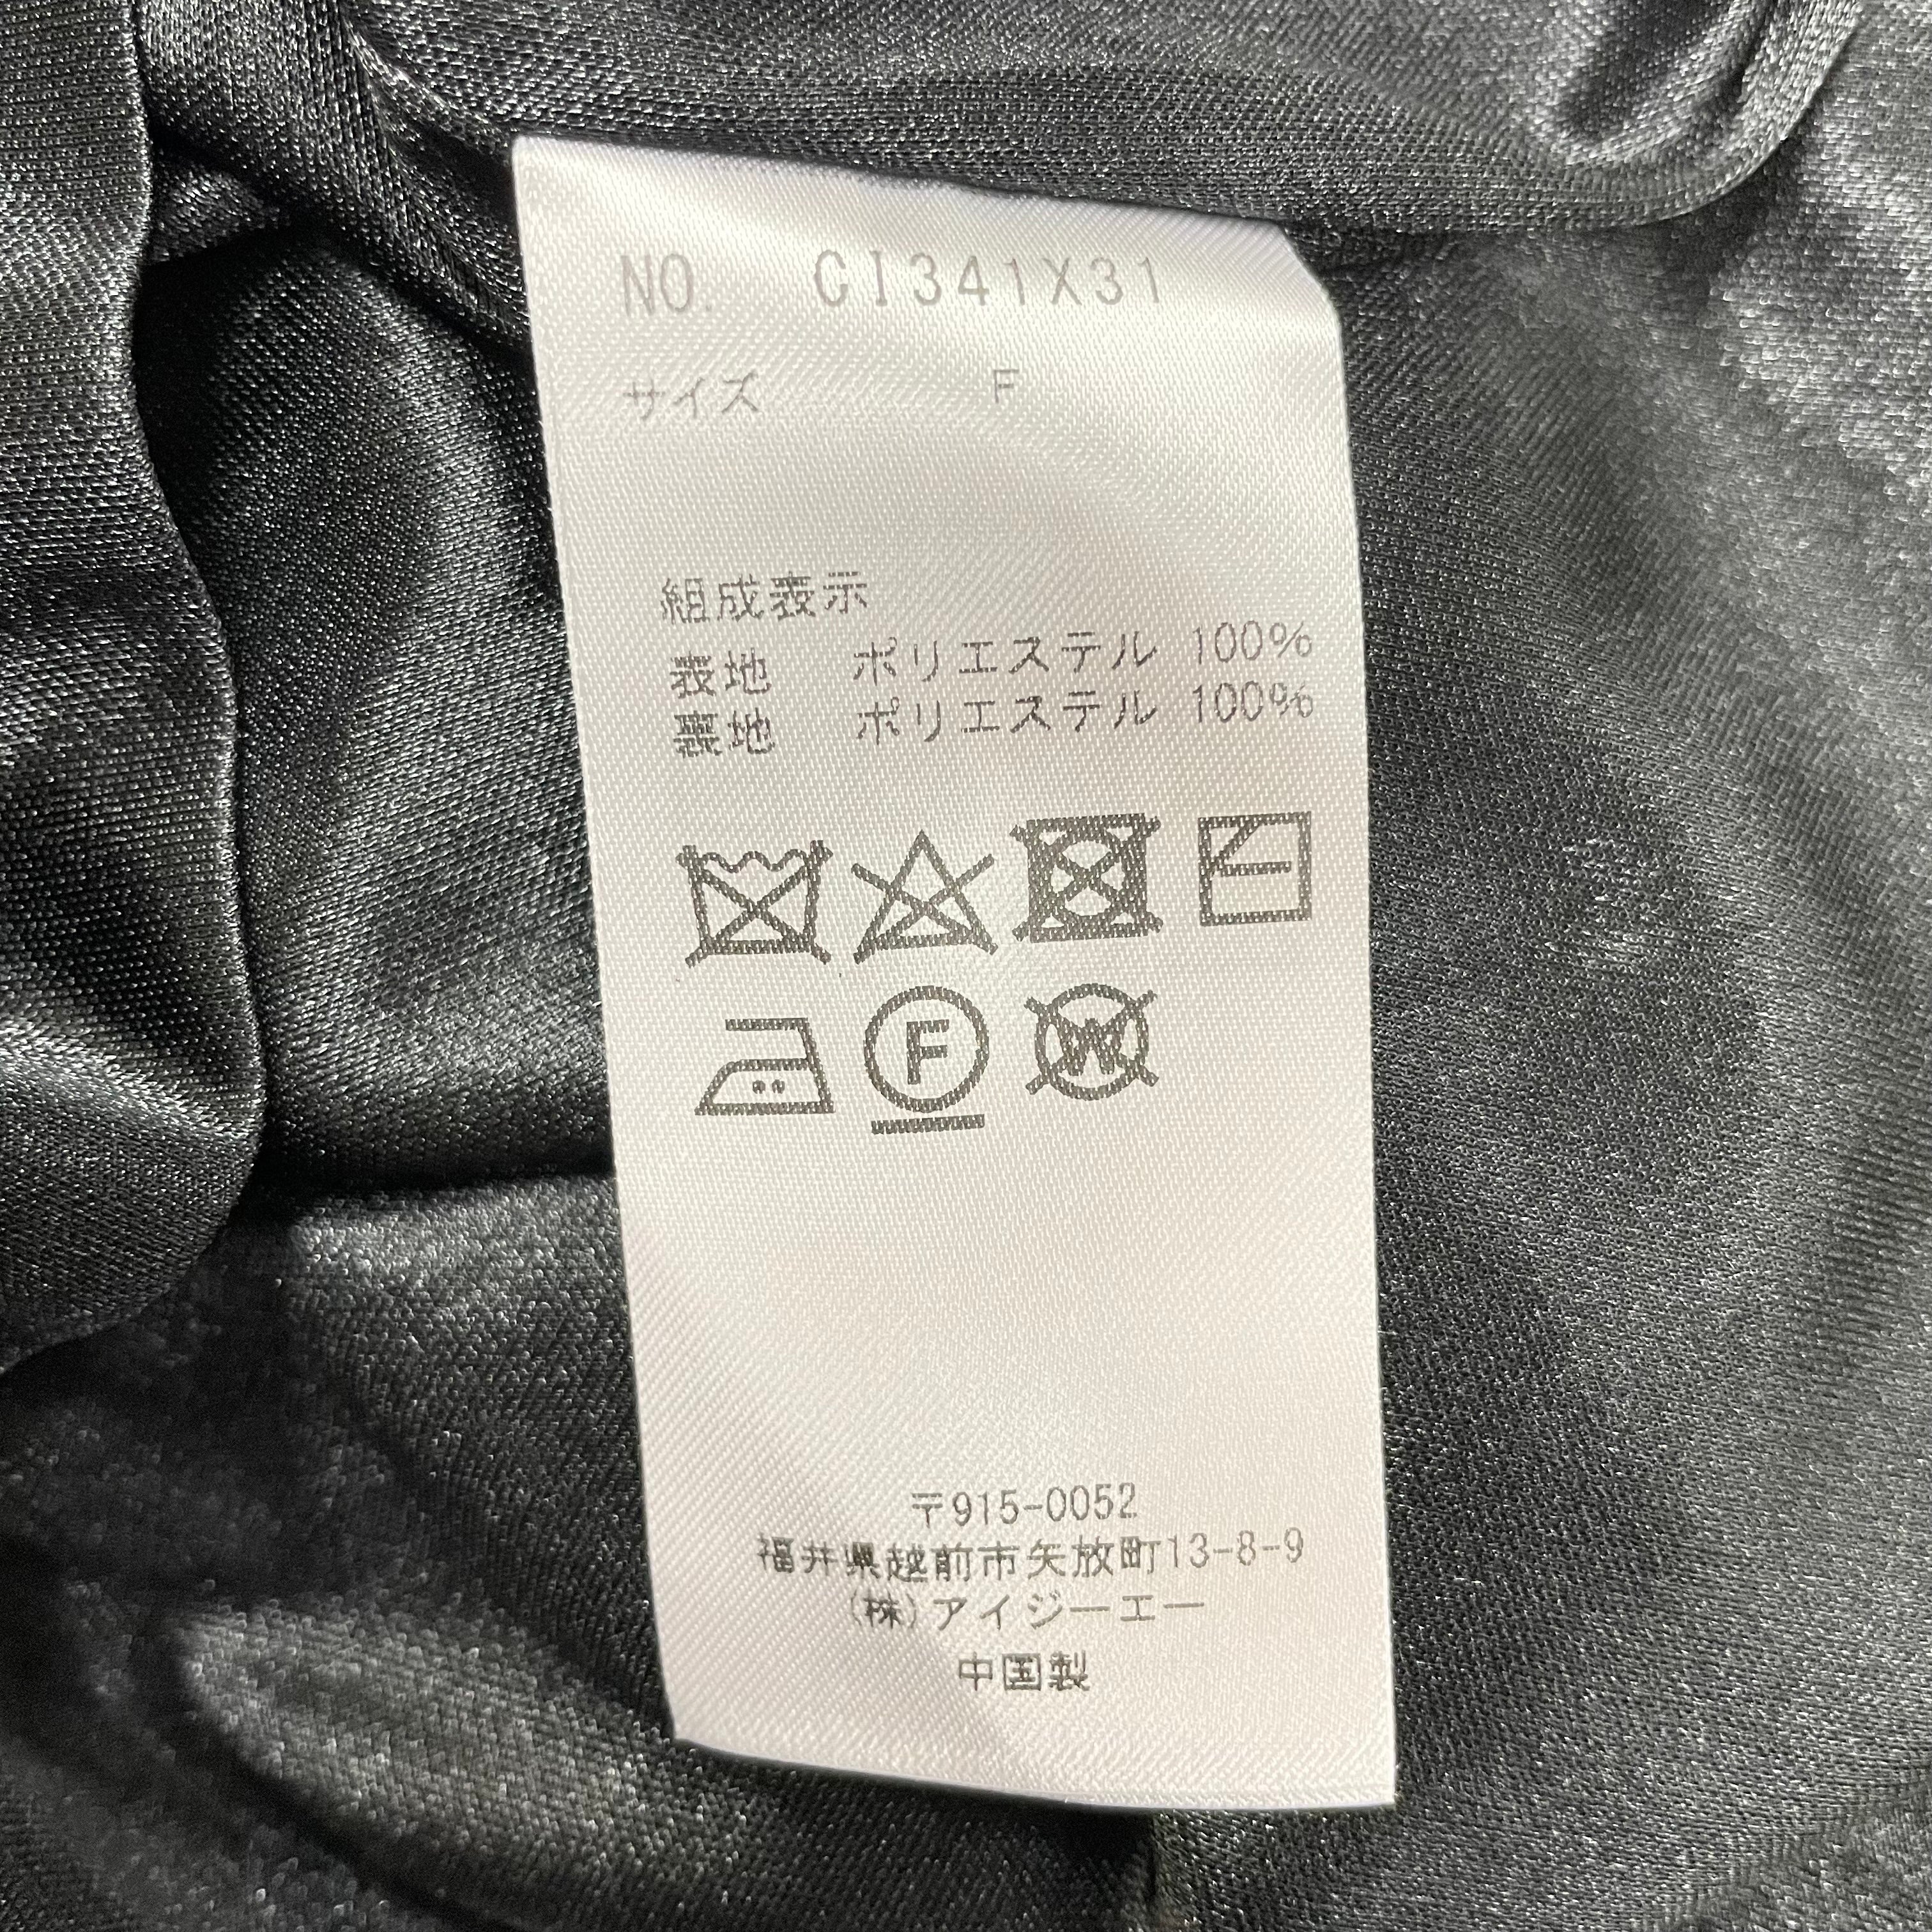 NO. CI341X31
サイズ F
組成表示
表地 ポリエステル 100%
裏地 ポリエステル 100%
F
W
〒915-0052
福井県越前市矢放町13-8-9
(株)アイジーエー
中国製